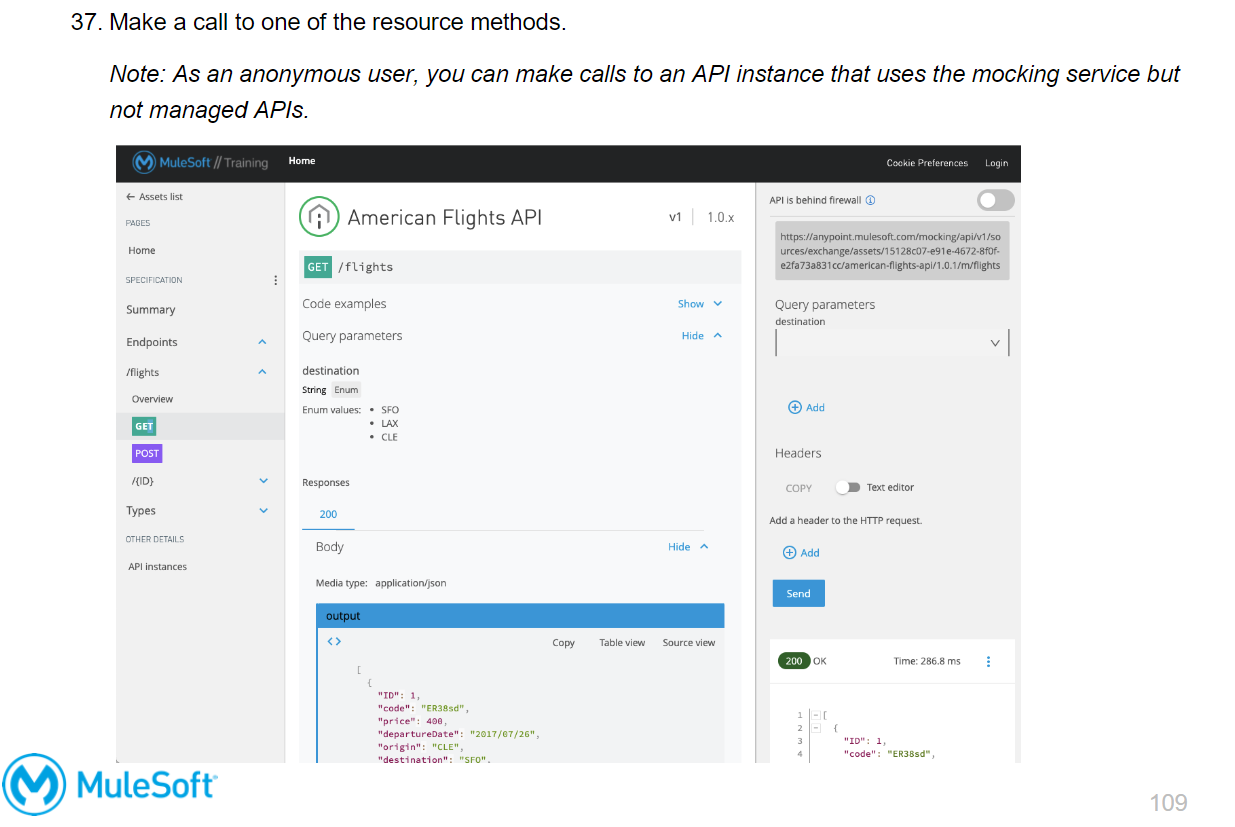 37. Make a call to one of the resource methods.
Note: As an anonymous user, you can make calls to an API instance that uses the mocking service but
not managed APIs.
MuleSoft // Training
Home
Cookie Preferences
Login
← Assets list
PAGES
Home
SPECIFICATION
Summary
Endpoints
/flights
Overview
GET
POST
/{ID}
Types
OTHER DETAILS
API instances
American Flights API
v1 | 1.0.x
GET /flights
Code examples
Show
Query parameters
Hide
destination
String Enum
Enum values: • SFO
• LAX
• CLE
Responses
200
Body
Hide
Media type: application/json
output
<>
Copy
Table view
Source view
[
{
"ID": 1,
"code": "ER38sd",
"price": 400,
"departureDate": "2017/07/26",
"origin": "CLE",
"destination": "SFO",
API is behind firewall
https://anypoint.mulesoft.com/mocking/api/v1/so
urces/exchange/assets/15128c07-e91e-4672-8f0f-
e2fa73a831cc/american-flights-api/1.0.1/m/flights
Query parameters
destination
Add
Headers
COPY
Text editor
Add a header to the HTTP request.
Add
Send
200 OK
Time: 286.8 ms
1 [
2 {
3 "ID": 1,
4 "code": "ER38sd",
MuleSoft
109